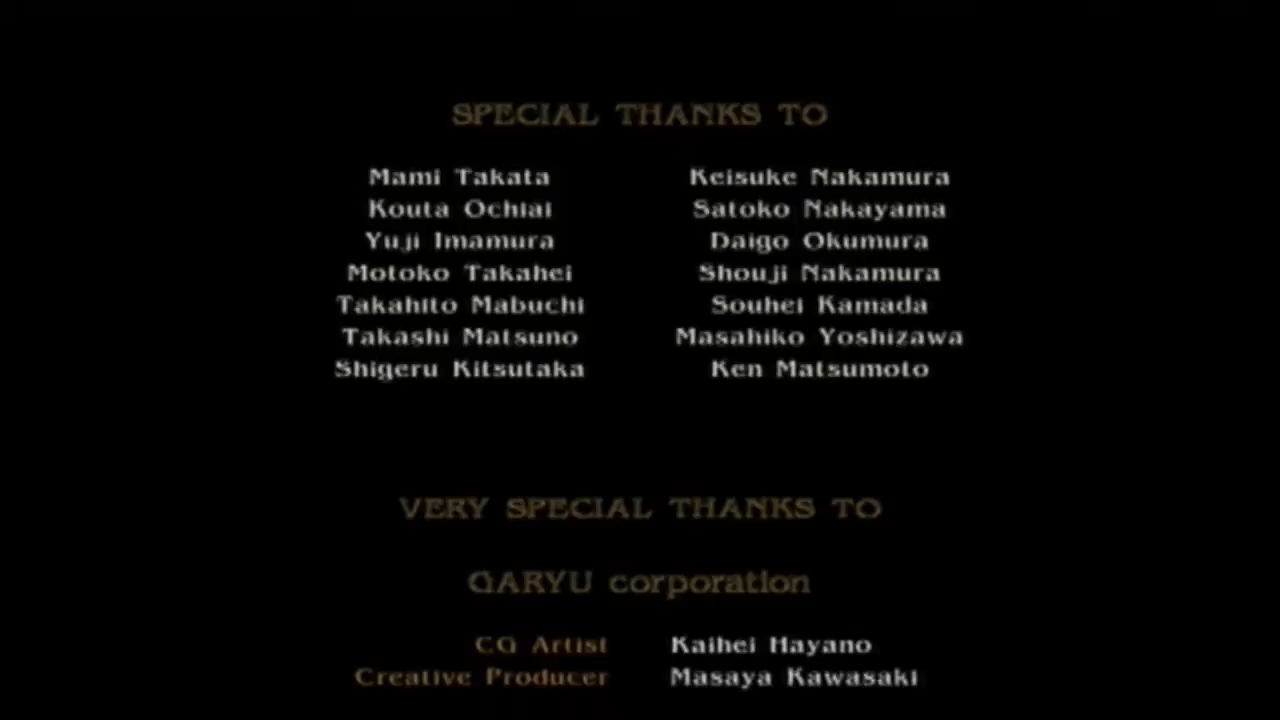 SPECIAL THANKS TO
Mami Takata Keisuke Nakamura
Kouta Ochiai Satoko Nakayama
Yuji Imamura Daigo Okumura
Motoko Takahei Shouji Nakamura
Takahito Mabuchi Souhei Kamada
Takashi Matsuno Masahiko Yoshizawa
Shigeru Kitsutaka Ken Matsumoto
VERY SPECIAL THANKS TO
GARYU corporation
CG Artist Kaihei Hayano
Creative Producer Masaya Kawasaki